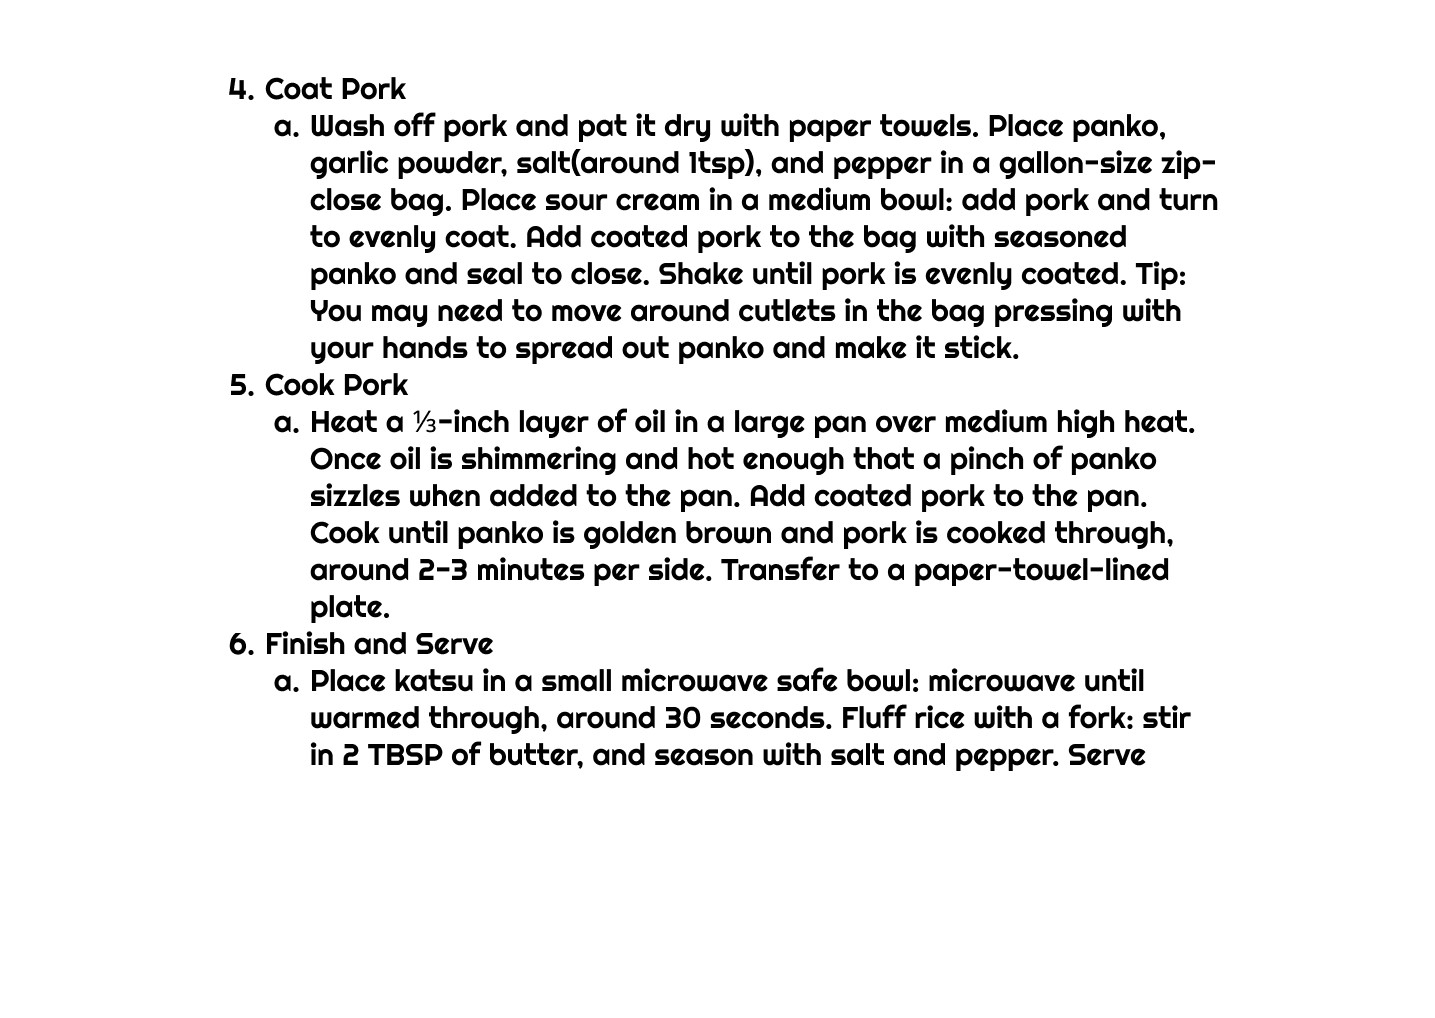 4. Coat Pork
a. Wash off pork and pat it dry with paper towels. Place panko,
garlic powder, salt(around 1tsp), and pepper in a gallon-size zip-
close bag. Place sour cream in a medium bowl: add pork and turn
to evenly coat. Add coated pork to the bag with seasoned
panko and seal to close. Shake until pork is evenly coated. Tip:
You may need to move around cutlets in the bag pressing with
your hands to spread out panko and make it stick.
5. Cook Pork
a. Heat a ⅓-inch layer of oil in a large pan over medium high heat.
Once oil is shimmering and hot enough that a pinch of panko
sizzles when added to the pan. Add coated pork to the pan.
Cook until panko is golden brown and pork is cooked through,
around 2-3 minutes per side. Transfer to a paper-towel-lined
plate.
6. Finish and Serve
a. Place katsu in a small microwave safe bowl: microwave until
warmed through, around 30 seconds. Fluff rice with a fork: stir
in 2 TBSP of butter, and season with salt and pepper. Serve